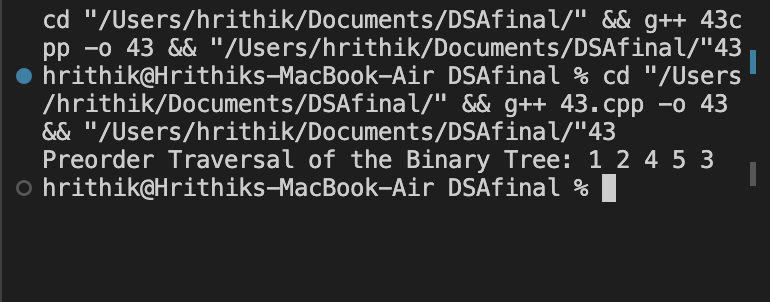 cd "/Users/hrithik/Documents/DSAfinal/" && g++ 43c
pp -o 43 && "/Users/hrithik/Documents/DSAfinal/"43
hrithik@Hrithiks-MacBook-Air DSAfinal % cd "/Users
/hrithik/Documents/DSAfinal/" && g++ 43.cpp -o 43
&& "/Users/hrithik/Documents/DSAfinal/"43
Preorder Traversal of the Binary Tree: 1 2 4 5 3
hrithik@Hrithiks-MacBook-Air DSAfinal %